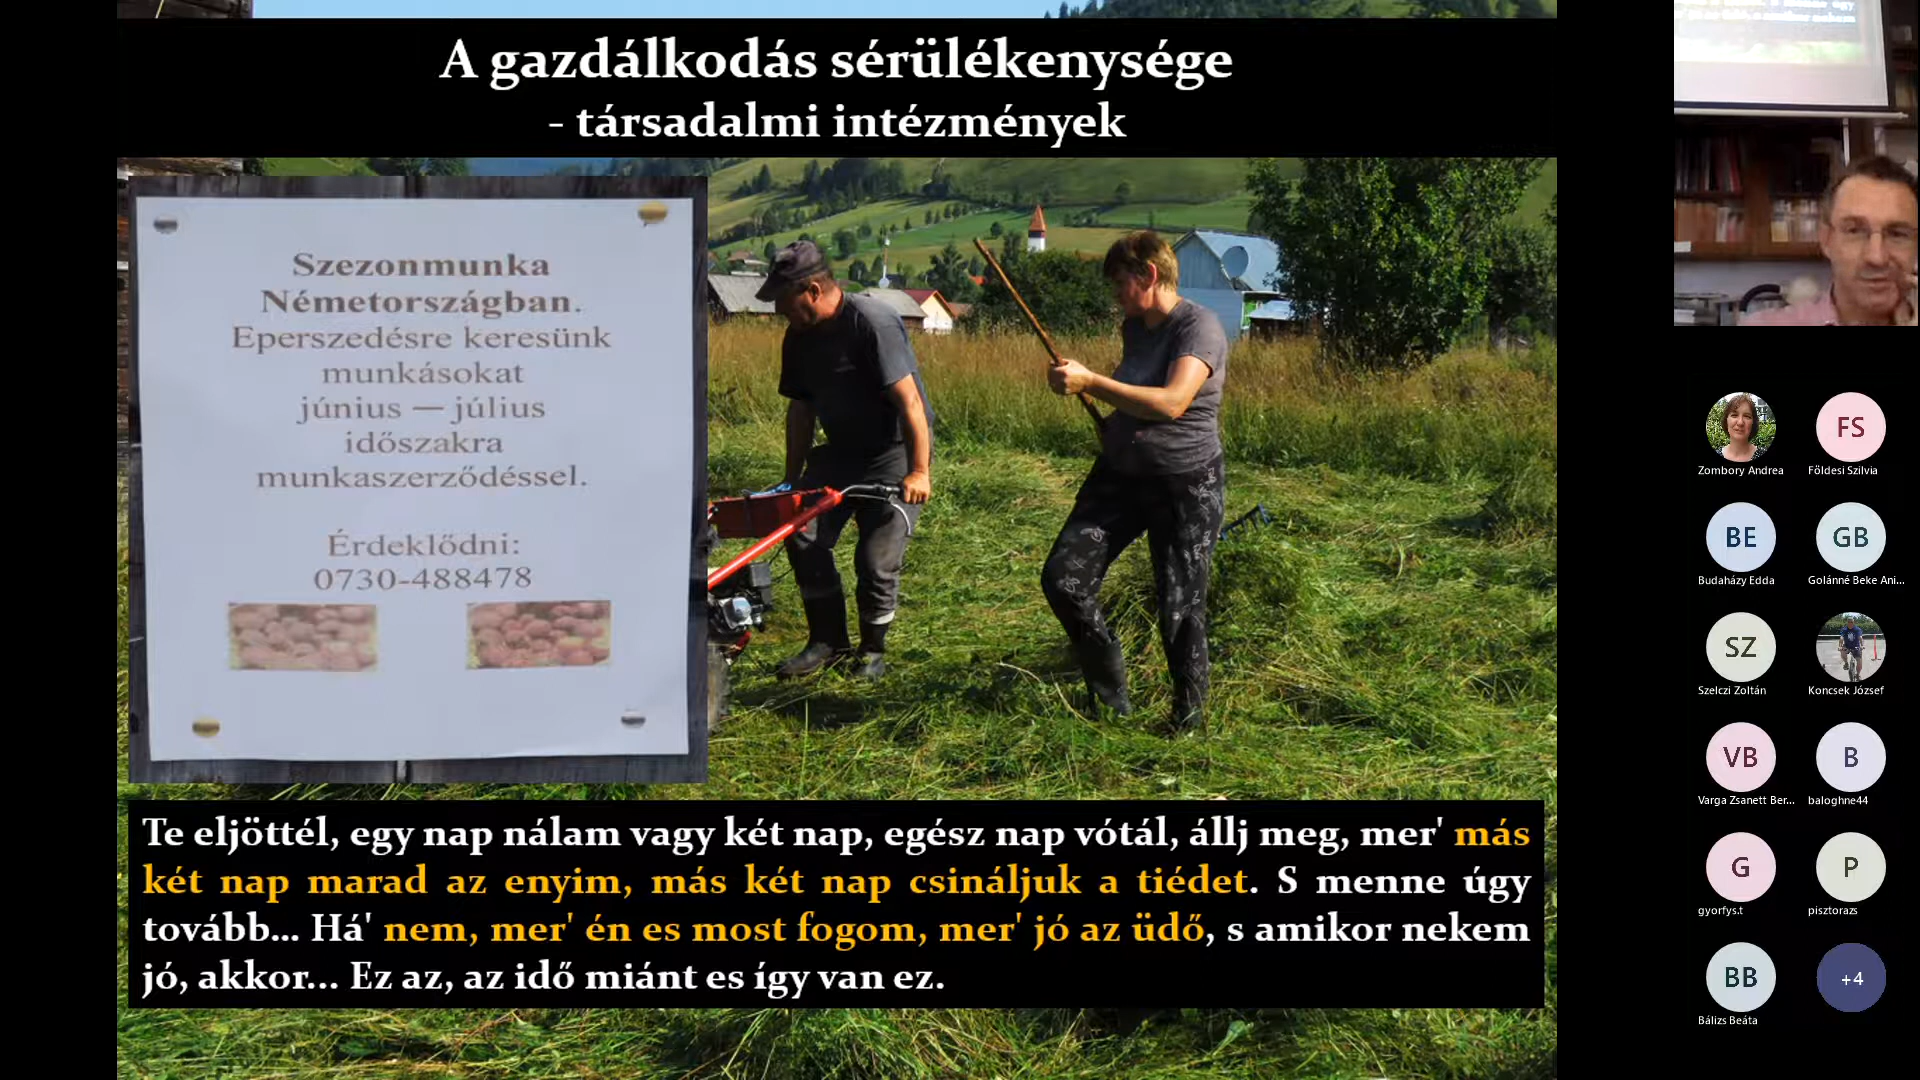 A gazdálkodás sérülékenysége
- társadalmi intézmények
Szezonmunka
Németországban.
Eperszedésre keresünk
munkásokat
június — július
időszakra
munkaszerződéssel.
Érdeklődni:
0730-488478
Te eljöttél, egy nap nálam vagy két nap, egész nap vótál, állj meg, mer' más
két nap marad az enyim, más két nap csináljuk a tiédet. S menne úgy
tovább... Há' nem, mer' én es most fogom, mer' jó az üdő, s amikor nekem
jó, akkor... Ez az, az idő miánt es így van ez.
Zombory Andrea
FS
Földesi Szilvia
BE
Budaházy Edda
GB
Golánné Beke Ani...
SZ
Szelczi Zoltán
Koncsek József
VB
Varga Zsanett Ber...
B
baloghne44
G
gyorfys.t
P
pisztorazs
BB
Bálizs Beáta
+4